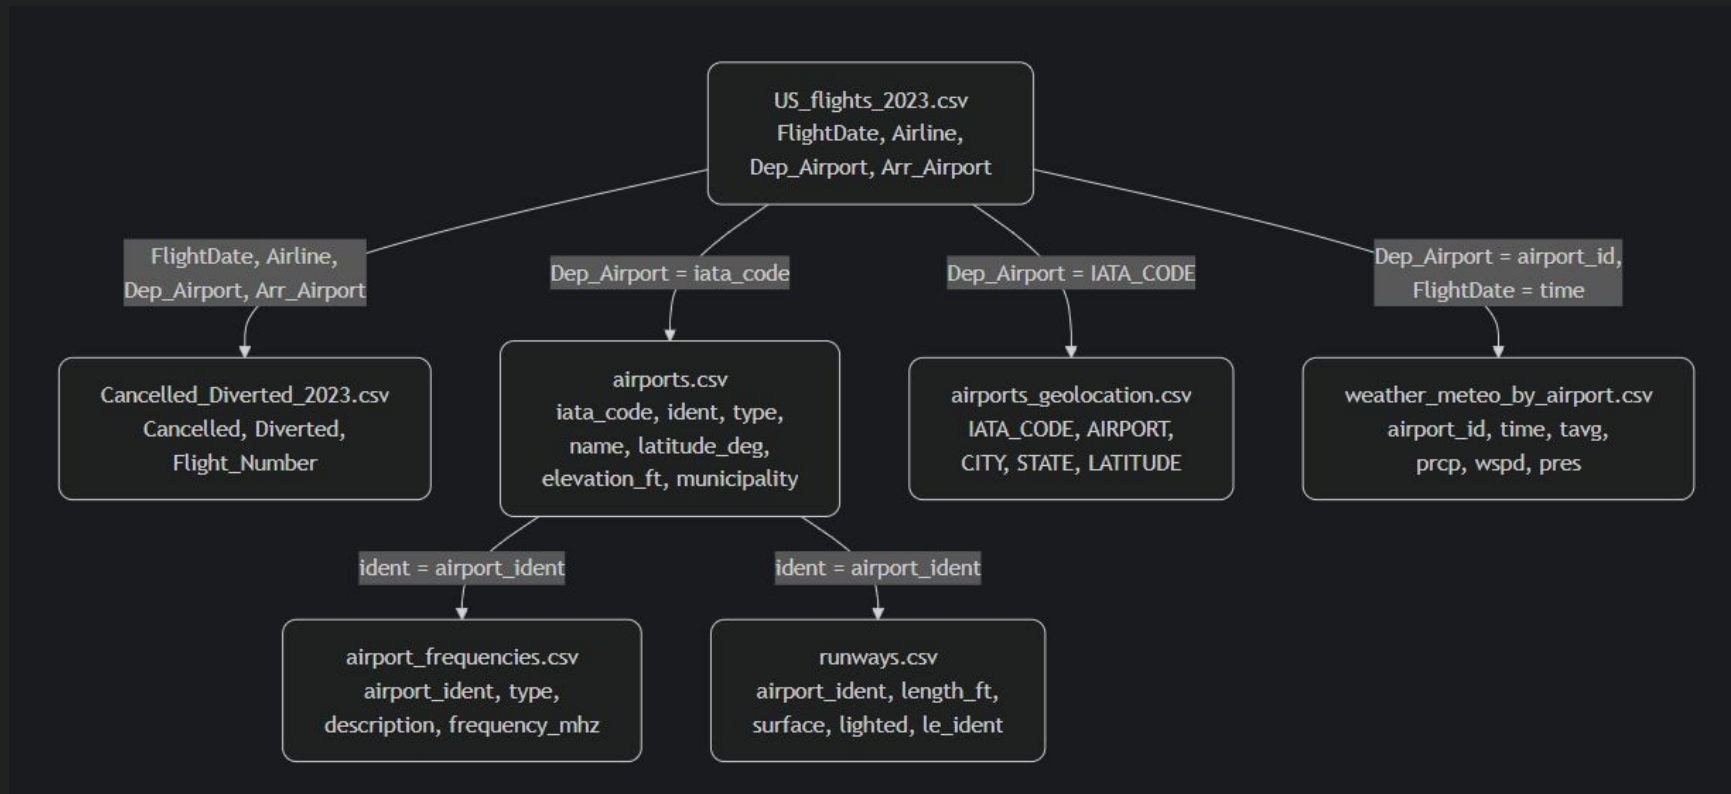 US_flights_2023.csv
FlightDate, Airline,
Dep_Airport, Arr_Airport
FlightDate, Airline,
Dep_Airport, Arr_Airport
Dep_Airport = iata_code
Dep_Airport = IATA_CODE
Dep_Airport = airport_id,
FlightDate = time
Cancelled_Diverted_2023.csv
Cancelled, Diverted,
Flight_Number
airports.csv
iata_code, ident, type,
name, latitude_deg,
elevation_ft, municipality
airports_geolocation.csv
IATA_CODE, AIRPORT,
CITY, STATE, LATITUDE
weather_meteo_by_airport.csv
airport_id, time, tavg,
prcp, wspd, pres
ident = airport_ident
ident = airport_ident
airport_frequencies.csv
airport_ident, type,
description, frequency_mhz
runways.csv
airport_ident, length_ft,
surface, lighted, le_ident